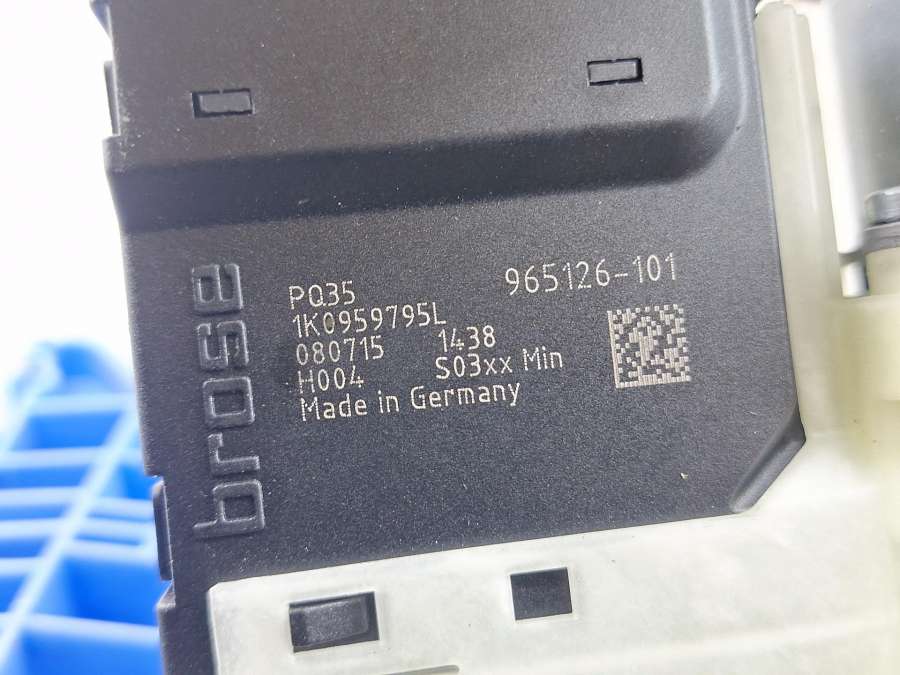 brose
PQ35 965126-101
1K0959795L
080715 1438
H004 S03xx Min
Made in Germany